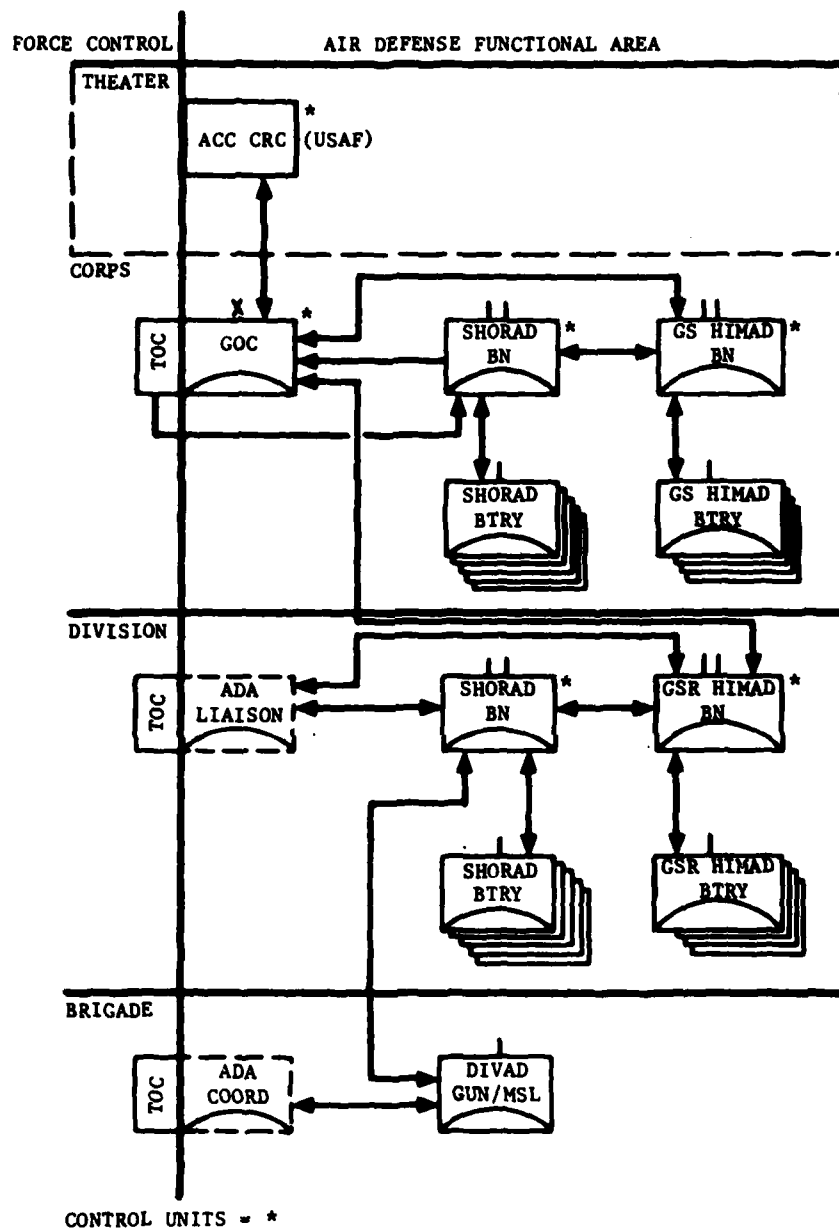 FORCE CONTROL AIR DEFENSE FUNCTIONAL AREA
THEATER
*
ACC CRC (USAF)
CORPS
X
TOC
GOC
*
SHORAD
BN
*
GS HIMAD
BN
*
SHORAD
BTRY
GS HIMAD
BTRY
DIVISION
TOC
ADA
LIAISON
SHORAD
BN
*
GSR HIMAD
BN
*
SHORAD
BTRY
GSR HIMAD
BTRY
BRIGADE
TOC
ADA
COORD
DIVAD
GUN/MSL
CONTROL UNITS = *